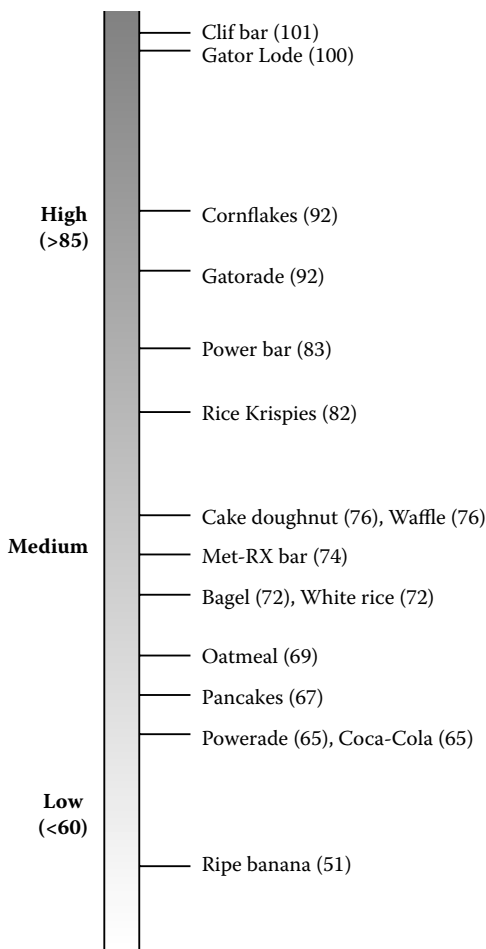 Clif bar (101)
Gator Lode (100)
High
(>85)
Cornflakes (92)
Gatorade (92)
Power bar (83)
Rice Krispies (82)
Cake doughnut (76), Waffle (76)
Medium
Met-RX bar (74)
Bagel (72), White rice (72)
Oatmeal (69)
Pancakes (67)
Powerade (65), Coca-Cola (65)
Low
(<60)
Ripe banana (51)